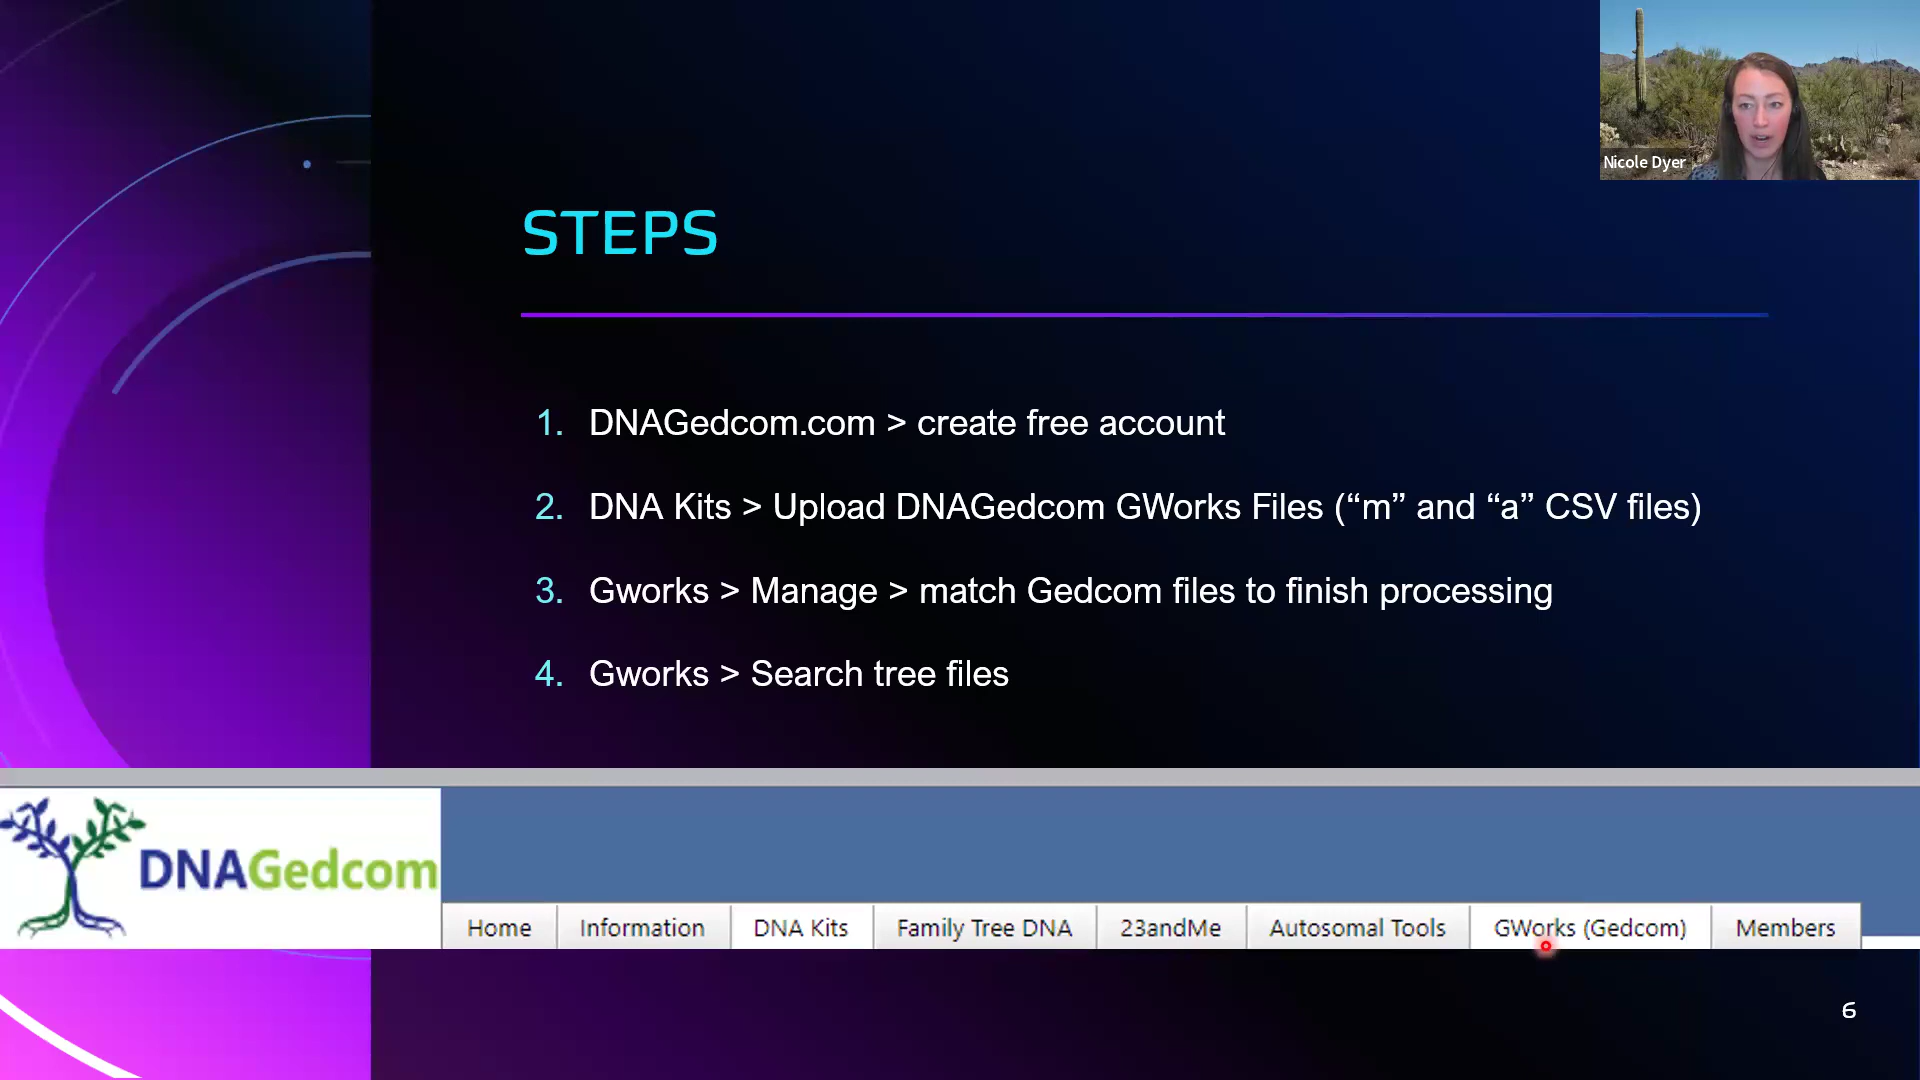 Nicole Dyer
STEPS
1. DNAGedcom.com > create free account
2. DNA Kits > Upload DNAGedcom GWorks Files (“m” and “a” CSV files)
3. Gworks > Manage > match Gedcom files to finish processing
4. Gworks > Search tree files
DNAGedcom
Home Information DNA Kits Family Tree DNA 23andMe Autosomal Tools GWorks (Gedcom) Members
6